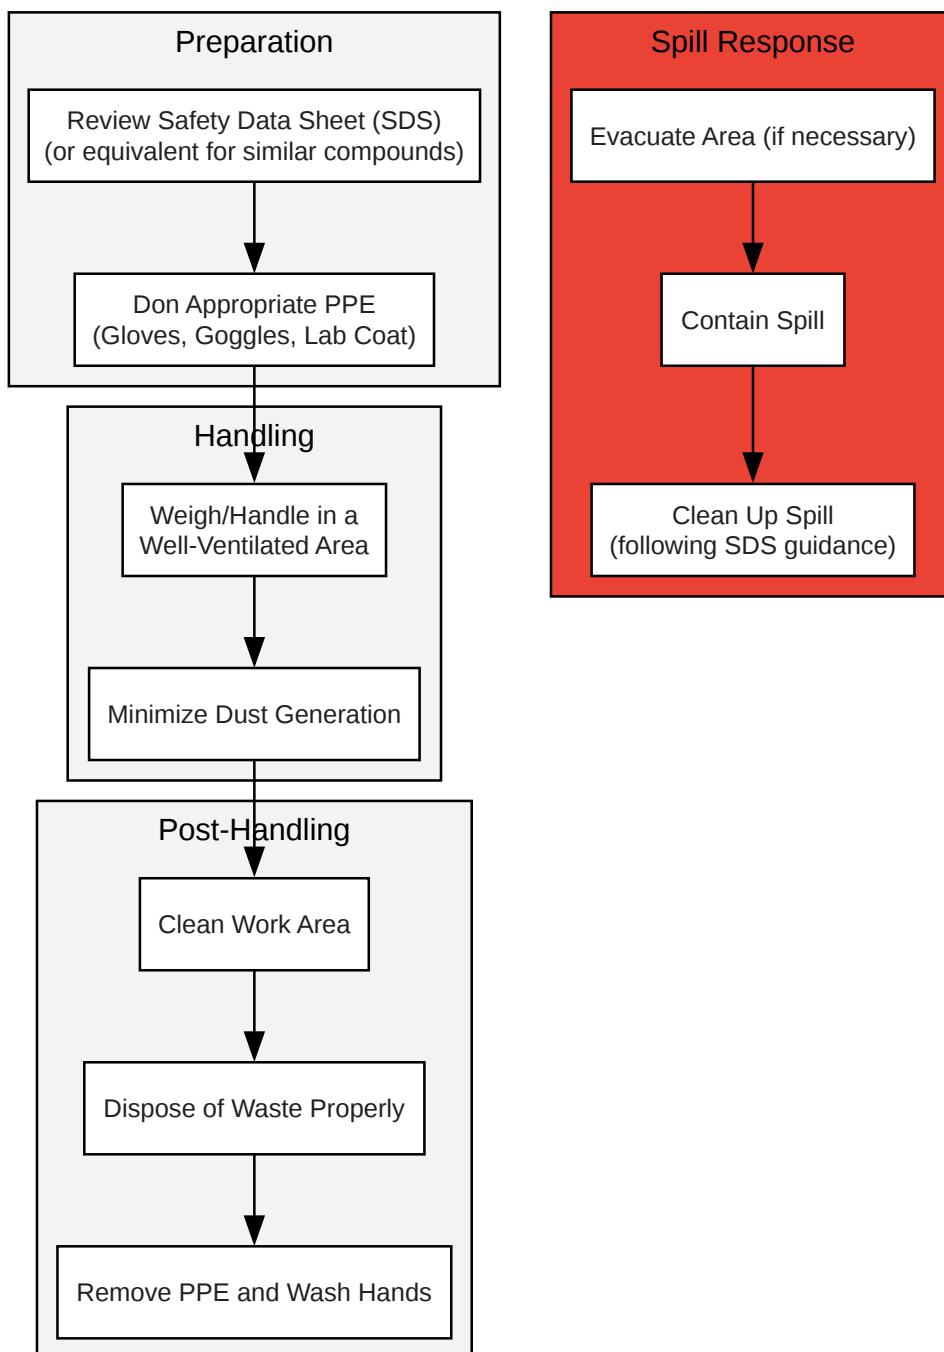 Preparation
Review Safety Data Sheet (SDS)
(or equivalent for similar compounds)
Don Appropriate PPE
(Gloves, Goggles, Lab Coat)
Handling
Weigh/Handle in a
Well-Ventilated Area
Minimize Dust Generation
Post-Handling
Clean Work Area
Dispose of Waste Properly
Remove PPE and Wash Hands
Spill Response
Evacuate Area (if necessary)
Contain Spill
Clean Up Spill
(following SDS guidance)